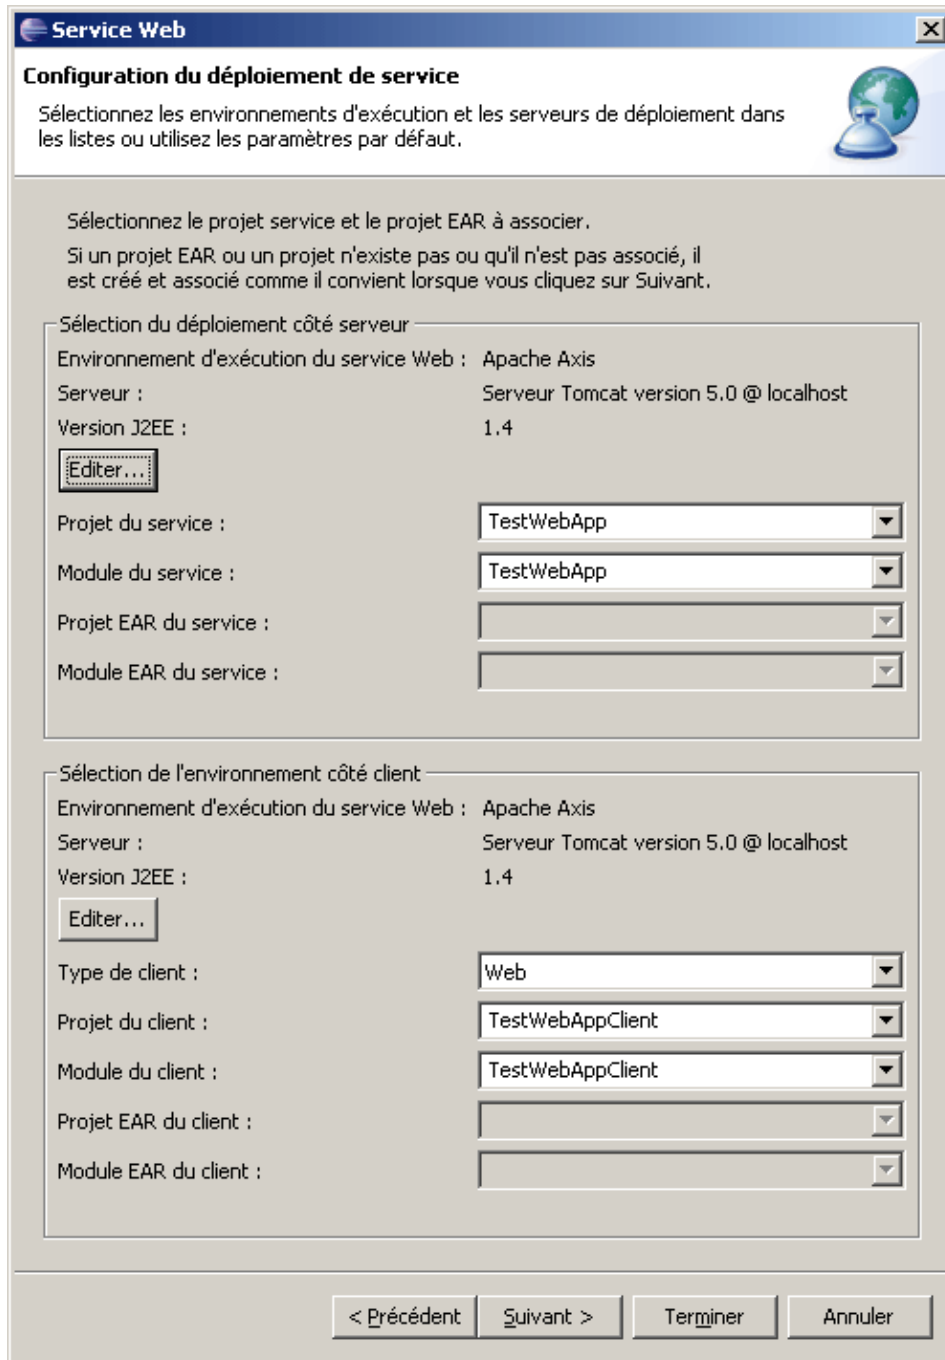 Service Web
Configuration du déploiement de service
Sélectionnez les environnements d'exécution et les serveurs de déploiement dans
les listes ou utilisez les paramètres par défaut.
Sélectionnez le projet service et le projet EAR à associer.
Si un projet EAR ou un projet n'existe pas ou qu'il n'est pas associé, il
est créé et associé comme il convient lorsque vous cliquez sur Suivant.
Sélection du déploiement côté serveur
Environnement d'exécution du service Web : Apache Axis
Serveur : Serveur Tomcat version 5.0 @ localhost
Version J2EE : 1.4
Editer...
Projet du service : TestWebApp
Module du service : TestWebApp
Projet EAR du service :
Module EAR du service :
Sélection de l'environnement côté client
Environnement d'exécution du service Web : Apache Axis
Serveur : Serveur Tomcat version 5.0 @ localhost
Version J2EE : 1.4
Editer...
Type de client : Web
Projet du client : TestWebAppClient
Module du client : TestWebAppClient
Projet EAR du client :
Module EAR du client :
< Précédent Suivant > Terminer Annuler